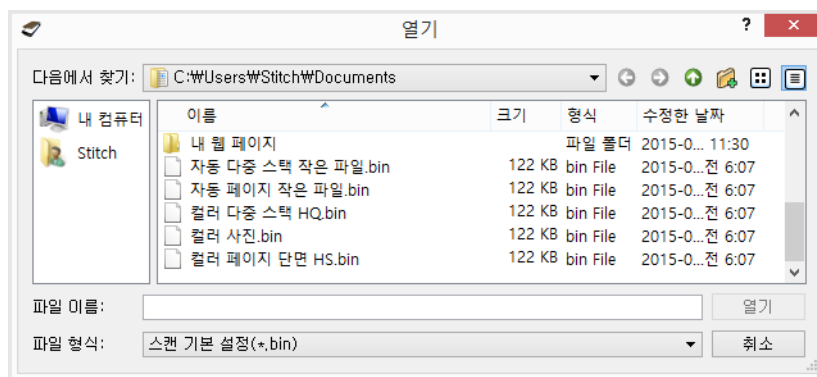 열기
?
다음에서 찾기: C:₩Users₩Stitch₩Documents
내 컴퓨터
Stitch
이름 크기 형식 수정한 날짜
내 웹 페이지 파일 폴더 2015-0... 11:30
자동 다중 스택 작은 파일.bin 122 KB bin File 2015-0...전 6:07
자동 페이지 작은 파일.bin 122 KB bin File 2015-0...전 6:07
컬러 다중 스택 HQ.bin 122 KB bin File 2015-0...전 6:07
컬러 사진.bin 122 KB bin File 2015-0...전 6:07
컬러 페이지 단면 HS.bin 122 KB bin File 2015-0...전 6:07
파일 이름: 열기
파일 형식: 스캔 기본 설정(*.bin) 취소